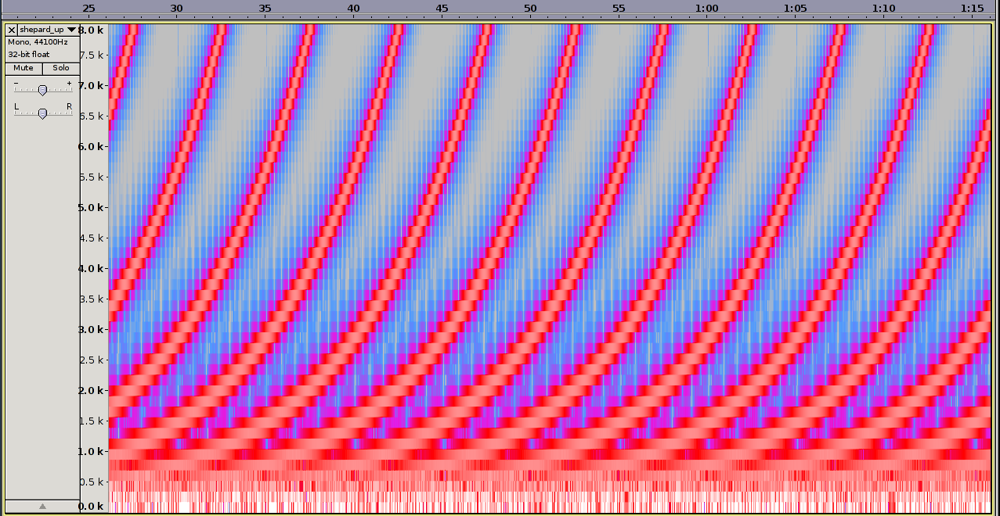 25 30 35 40 45 50 55 1:00 1:05 1:10 1:15
shepard_up
Mono, 44100Hz
32-bit float
Mute Solo
- +
L R
8.0 k
7.5 k
7.0 k
6.5 k
6.0 k
5.5 k
5.0 k
4.5 k
4.0 k
3.5 k
3.0 k
2.5 k
2.0 k
1.5 k
1.0 k
0.5 k
0.0 k